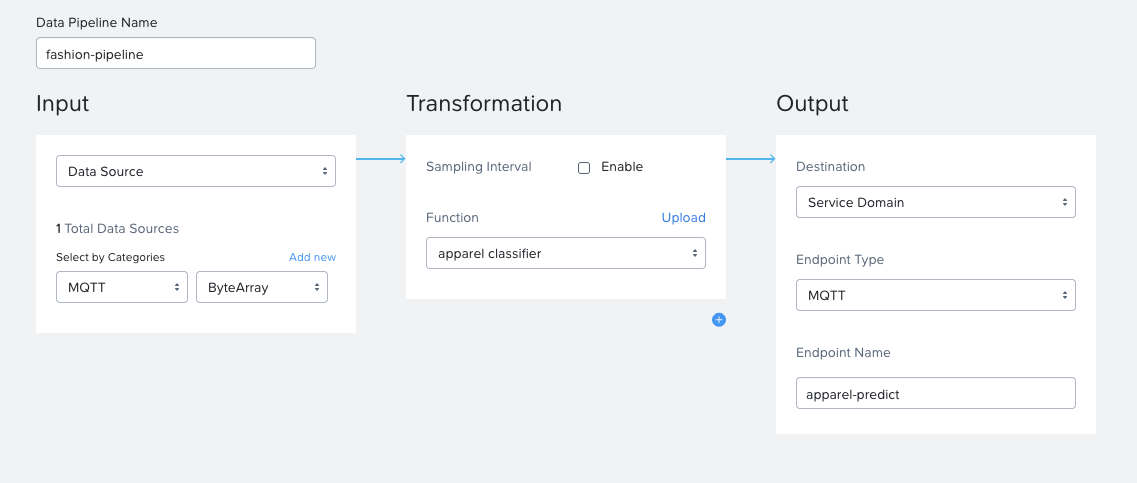 Data Pipeline Name
fashion-pipeline
Input
Data Source
1 Total Data Sources
Select by Categories Add new
MQTT ByteArray
Transformation
Sampling Interval Enable
Function Upload
apparel classifier
Output
Destination
Service Domain
Endpoint Type
MQTT
Endpoint Name
apparel-predict